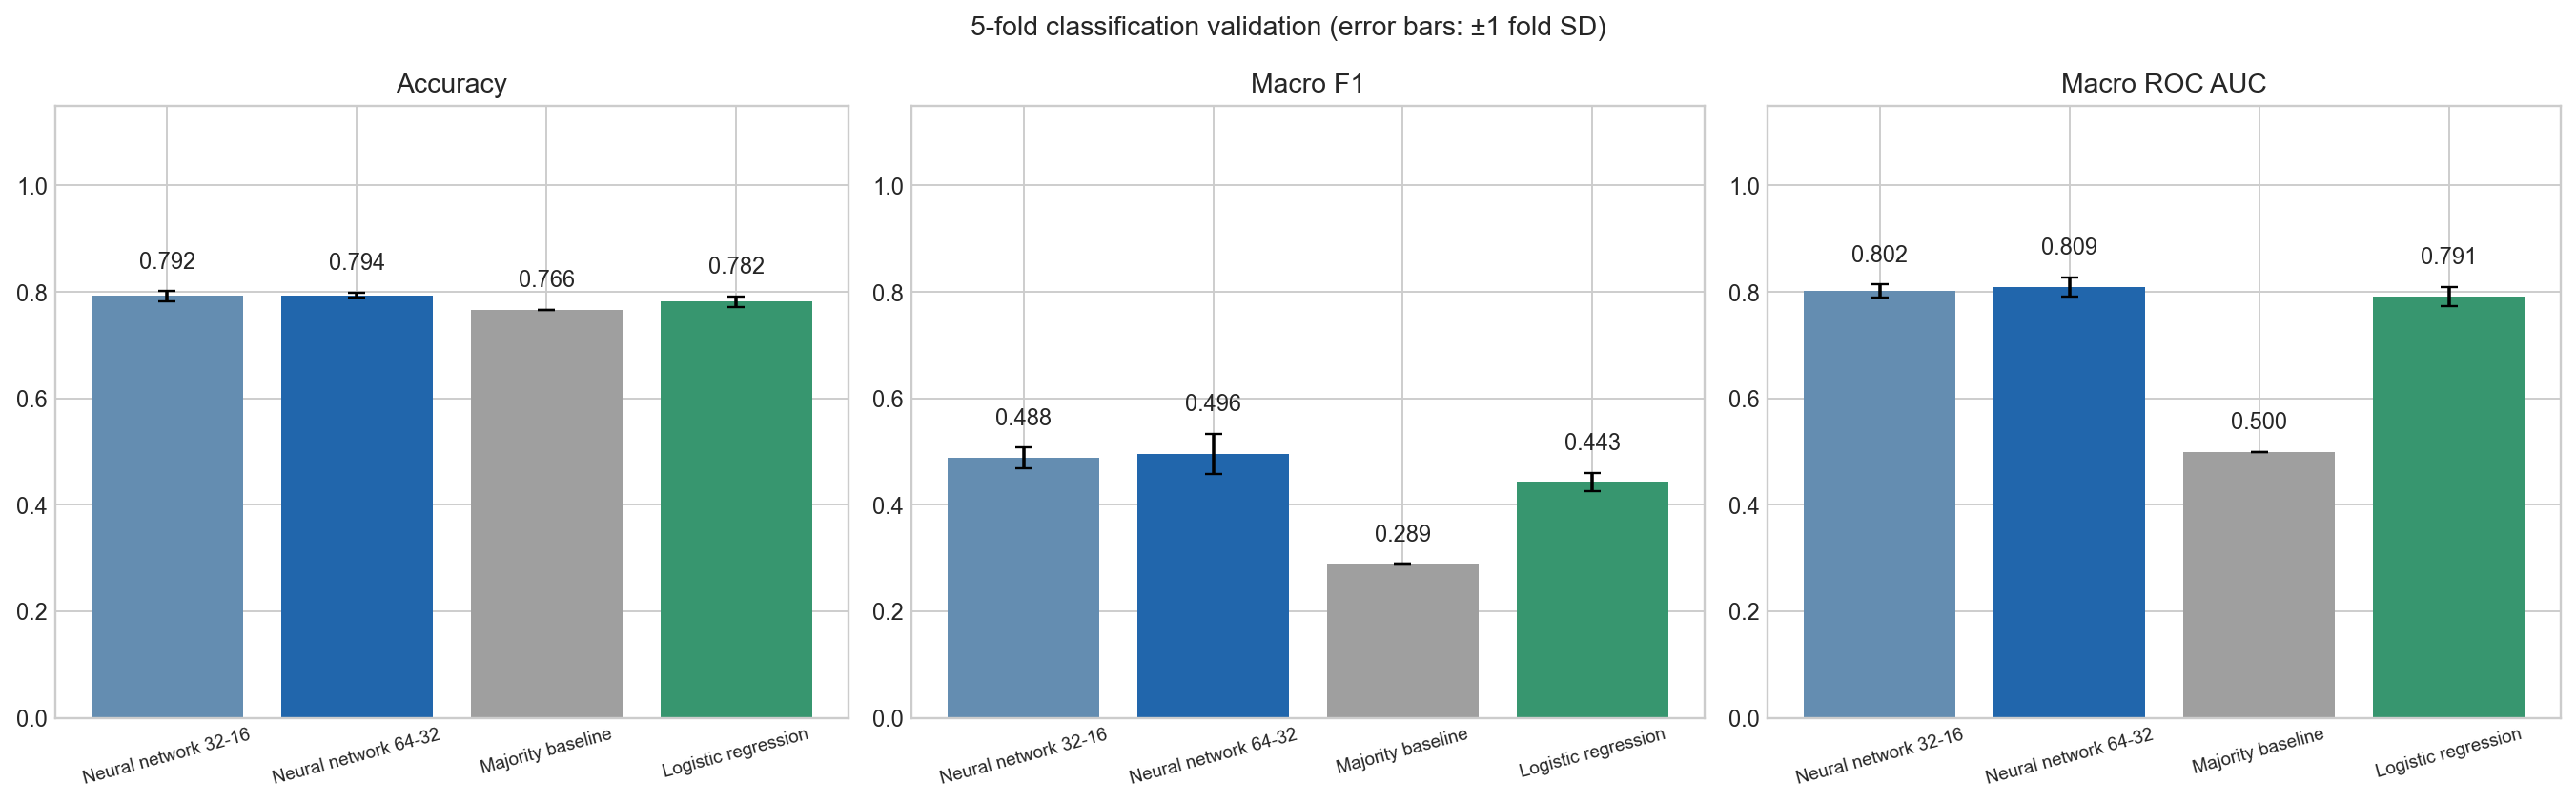 5-fold classification validation (error bars: ±1 fold SD)
Accuracy
1.0
0.8
0.6
0.4
0.2
0.0
0.792
0.794
0.766
0.782
Neural network 32-16
Neural network 64-32
Majority baseline
Logistic regression
Macro F1
1.0
0.8
0.6
0.4
0.2
0.0
0.488
0.496
0.289
0.443
Neural network 32-16
Neural network 64-32
Majority baseline
Logistic regression
Macro ROC AUC
1.0
0.8
0.6
0.4
0.2
0.0
0.802
0.809
0.500
0.791
Neural network 32-16
Neural network 64-32
Majority baseline
Logistic regression